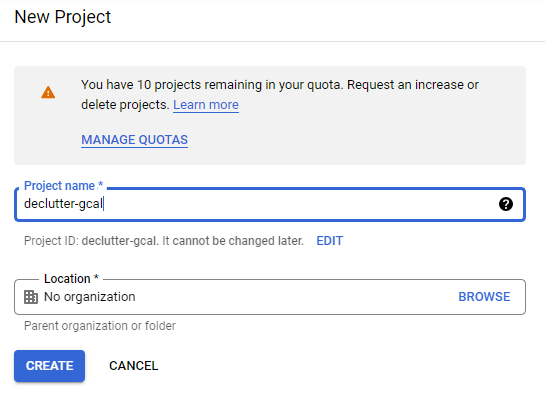 New Project
You have 10 projects remaining in your quota. Request an increase or
delete projects. Learn more
MANAGE QUOTAS
Project name *
declutter-gcal
Project ID: declutter-gcal. It cannot be changed later. EDIT
Location *
No organization BROWSE
Parent organization or folder
CREATE CANCEL